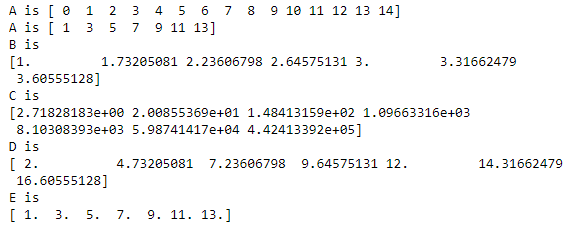 A is [ 0  1  2  3  4  5  6  7  8  9 10 11 12 13 14]
A is [ 1  3  5  7  9 11 13]
B is
[1.         1.73205081 2.23606798 2.64575131 3.         3.31662479
 3.60555128]
C is
[2.71828183e+00 2.00855369e+01 1.48413159e+02 1.09663316e+03
 8.10308393e+03 5.98741417e+04 4.42413392e+05]
D is
[ 2.          4.73205081  7.23606798  9.64575131 12.         14.31662479
 16.60555128]
E is
[ 1.  3.  5.  7.  9. 11. 13.]